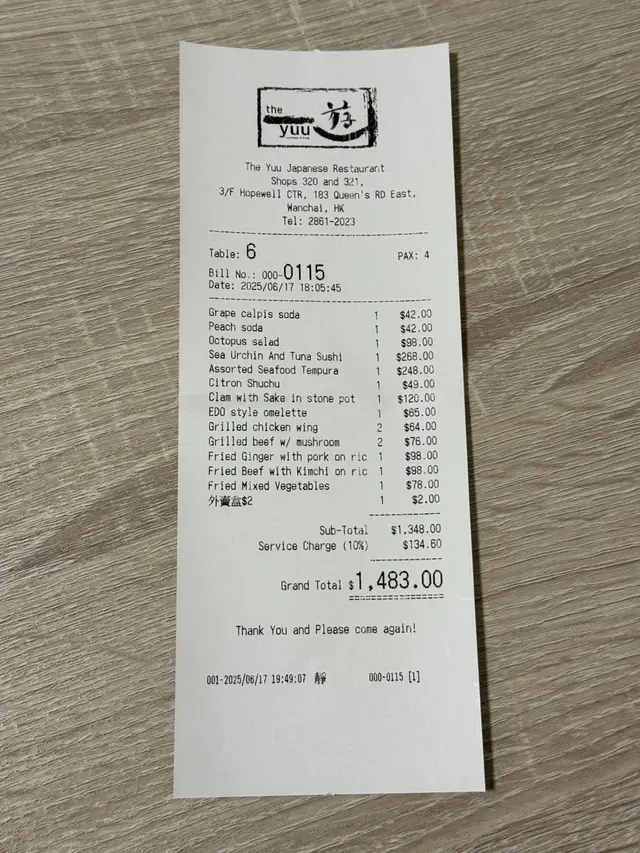 the
yuu 遊
The Yuu Japanese Restaurant
Shops 320 and 321,
3/F Hopewell CTR, 183 Queen's RD East,
Wanchai, HK
Tel: 2861-2023
Table: 6 PAX: 4
Bill No.: 000-0115
Date: 2025/06/17 18:05:45
Grape calpis soda 1 $42.00
Peach soda 1 $42.00
Octopus salad 1 $98.00
Sea Urchin And Tuna Sushi 1 $268.00
Assorted Seafood Tempura 1 $248.00
Citron Shuchu 1 $49.00
Clam with Sake in stone pot 1 $120.00
EDO style omelette 1 $65.00
Grilled chicken wing 2 $64.00
Grilled beef w/ mushroom 2 $76.00
Fried Ginger with pork on ric 1 $98.00
Fried Beef with Kimchi on ric 1 $98.00
Fried Mixed Vegetables 1 $78.00
外賣盒$2 1 $2.00
Sub-Total $1,348.00
Service Charge (10%) $134.60
Grand Total $1,483.00
Thank You and Please come again!
001-2025/06/17 19:49:07 靜 000-0115 [1]